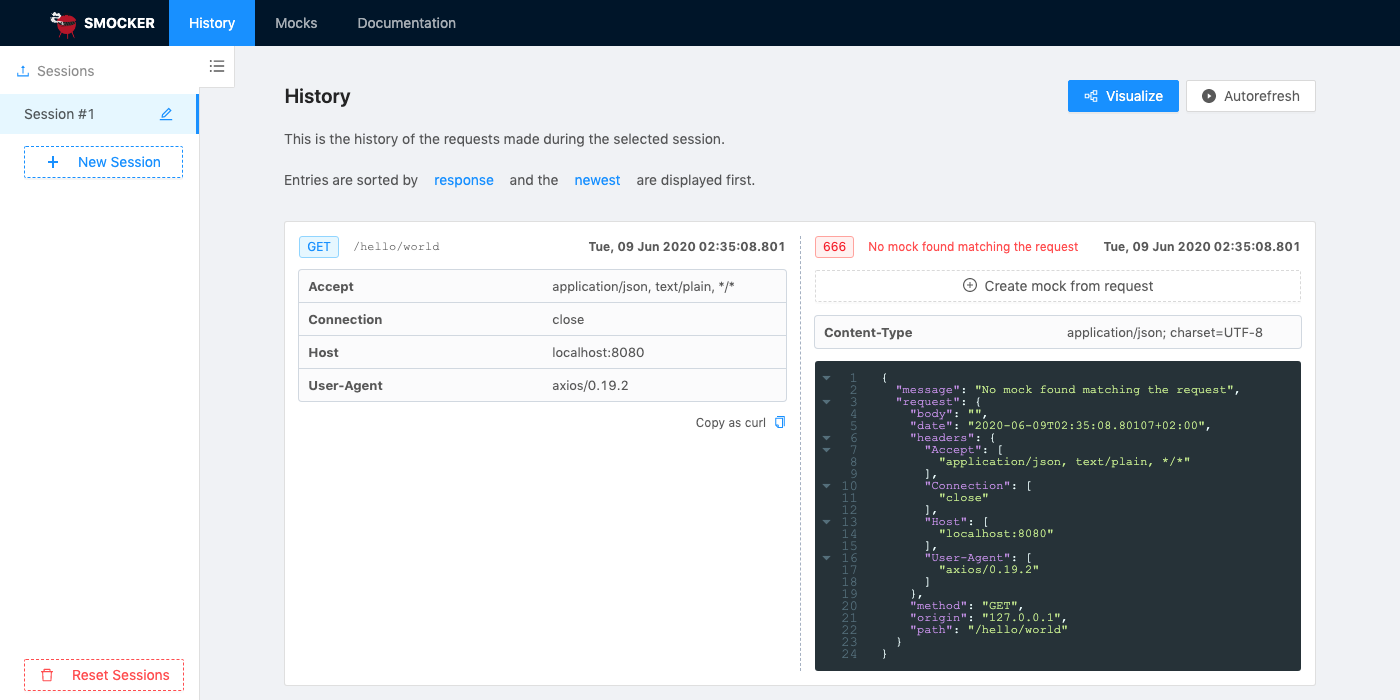 SMOCKER
History
Mocks
Documentation
Sessions
Session #1
New Session
Reset Sessions
History
Visualize
Autorefresh
This is the history of the requests made during the selected session.
Entries are sorted by response and the newest are displayed first.
GET /hello/world Tue, 09 Jun 2020 02:35:08.801
Accept application/json, text/plain, */*
Connection close
Host localhost:8080
User-Agent axios/0.19.2
Copy as curl
666 No mock found matching the request Tue, 09 Jun 2020 02:35:08.801
Create mock from request
Content-Type application/json; charset=UTF-8
1 {
2 "message": "No mock found matching the request",
3 "request": {
4 "body": "",
5 "date": "2020-06-09T02:35:08.80107+02:00",
6 "headers": {
7 "Accept": [
8 "application/json, text/plain, */*"
9 ],
10 "Connection": [
11 "close"
12 ],
13 "Host": [
14 "localhost:8080"
15 ],
16 "User-Agent": [
17 "axios/0.19.2"
18 ]
19 },
20 "method": "GET",
21 "origin": "127.0.0.1",
22 "path": "/hello/world"
23 }
24 }